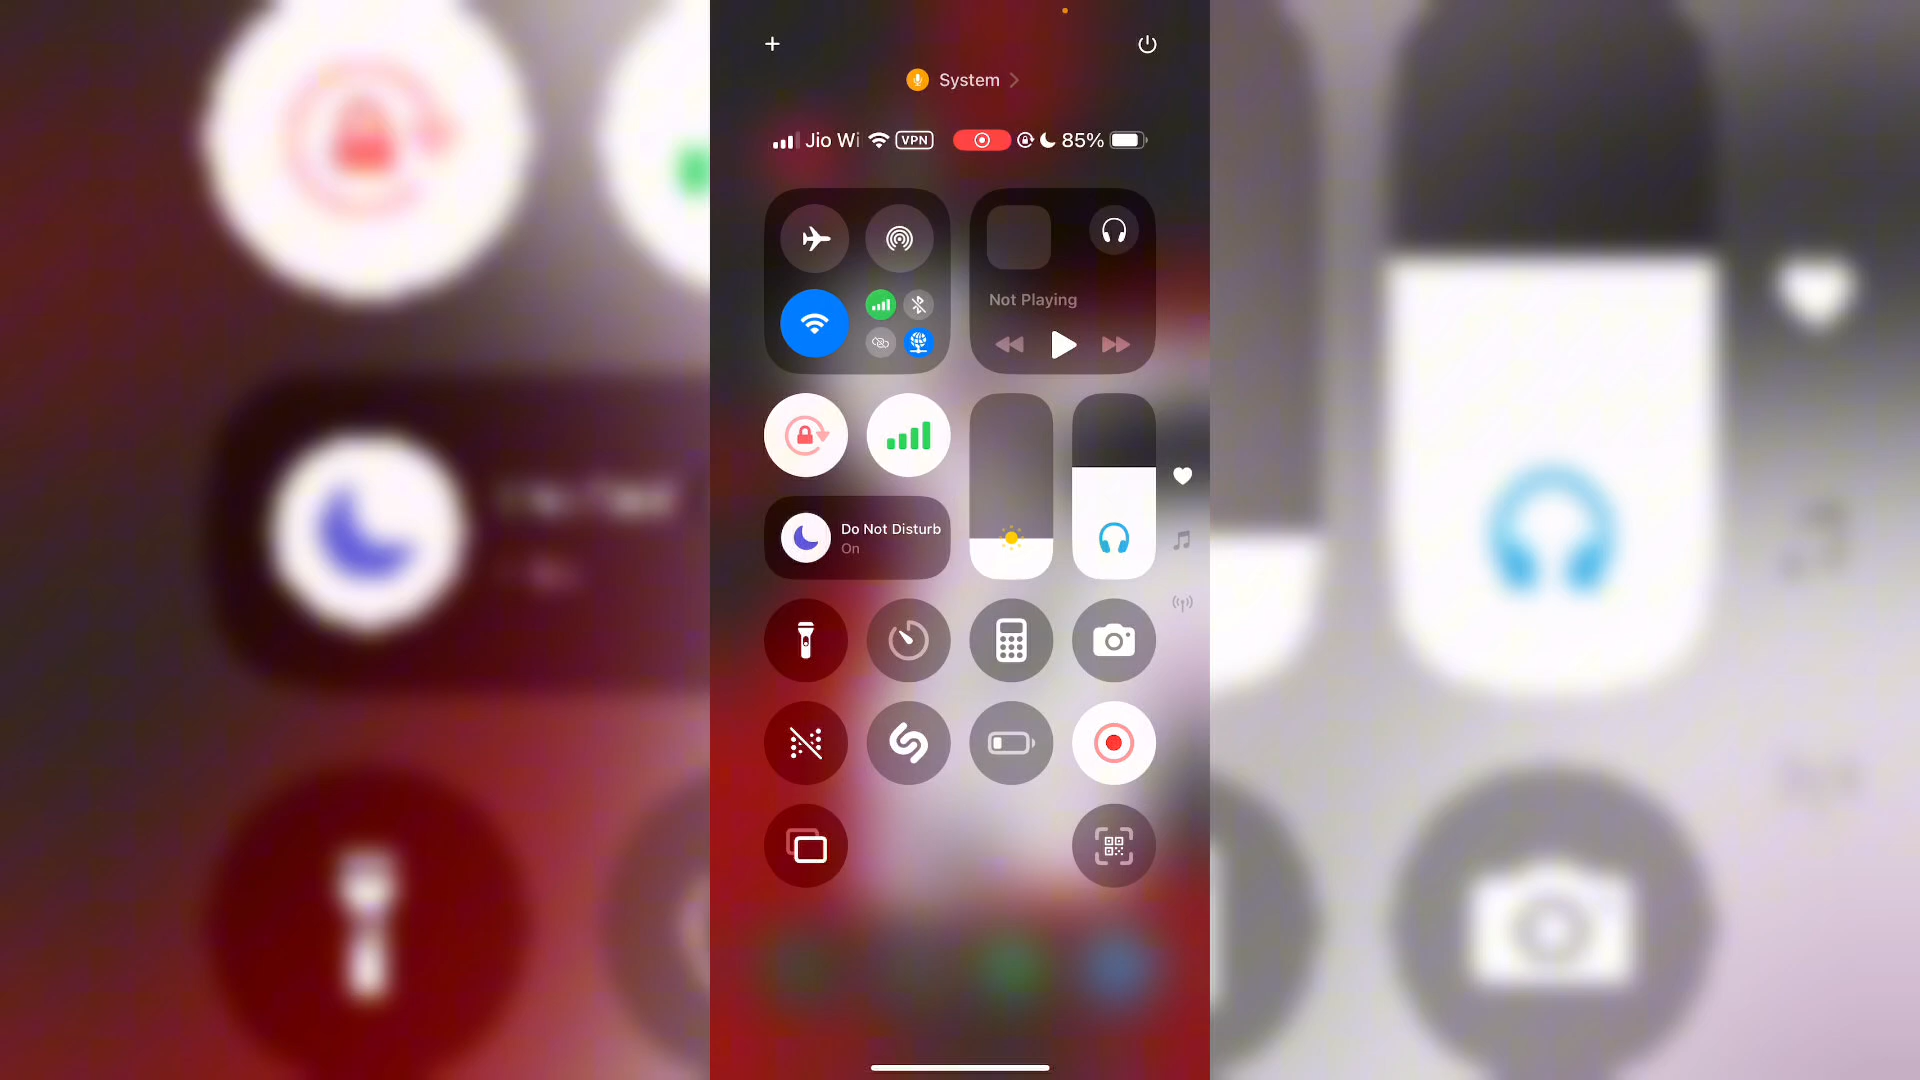 System
Jio Wi VPN 85%
Not Playing
Do Not Disturb
On